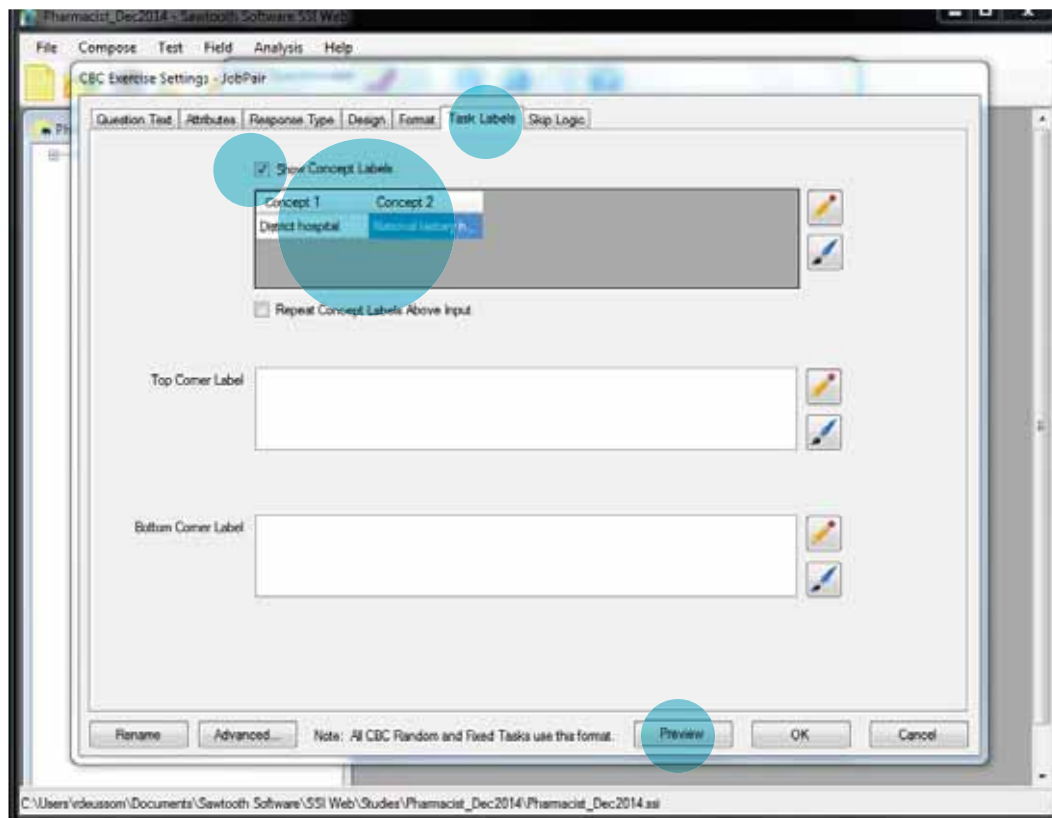 Pharmacist_Dec2014 - Sawtooth Software SSI Web
File Compose Test Field Analysis Help
CBC Exercise Settings - JobPair
Question Text Attributes Response Type Design Format Task Labels Skip Logic
Show Concept Labels
Concept 1 Concept 2
District hospital National
Repeat Concept Labels Above Input
Top Corner Label
Bottom Corner Label
Rename Advanced... Note: All CBC Random and Fixed Tasks use this format. Preview OK Cancel
C:\Users\rdeussom\Documents\Sawtooth Software\SSI Web\Studies\Pharmacist_Dec2014\Pharmacist_Dec2014.ssi